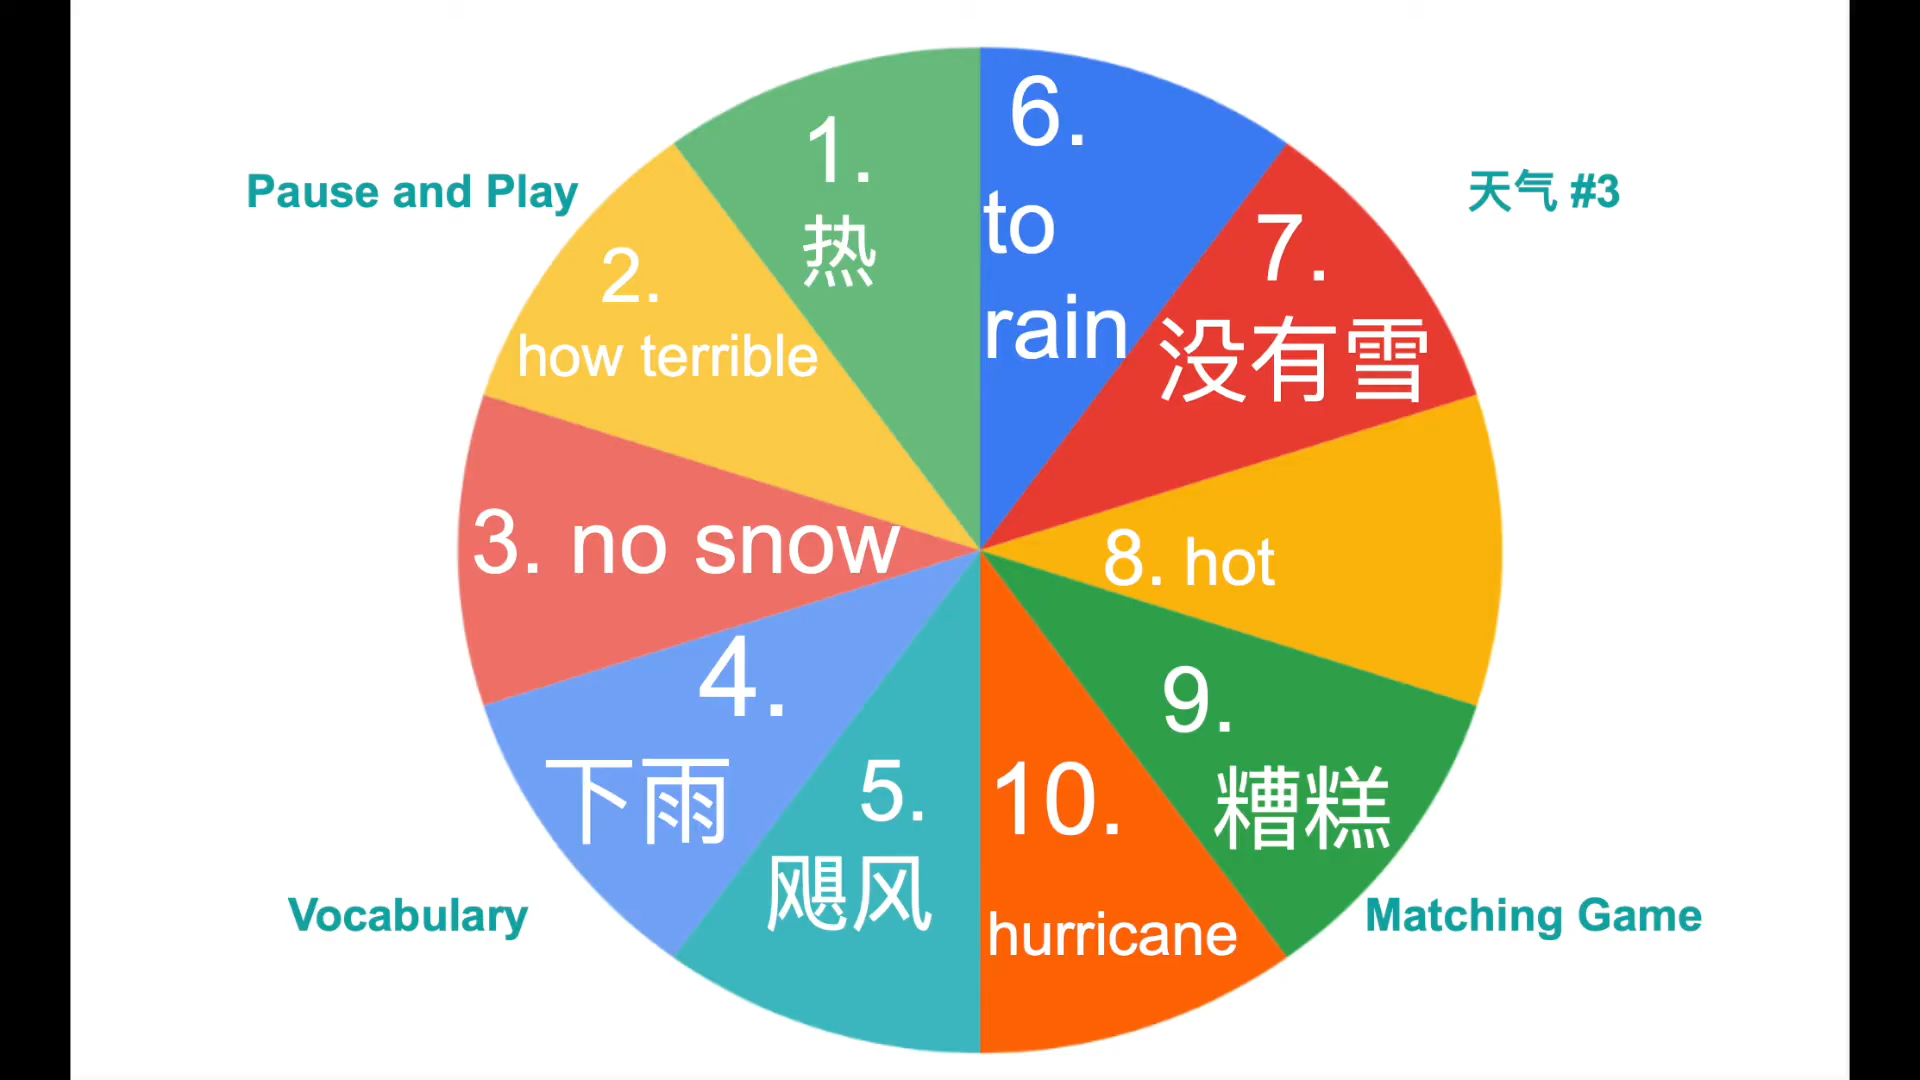 Pause and Play
天气 #3
1.
热
2.
how terrible
3. no snow
4.
下雨
5.
飓风
6.
to
rain
7.
没有雪
8. hot
9.
糟糕
10.
hurricane
Vocabulary
Matching Game